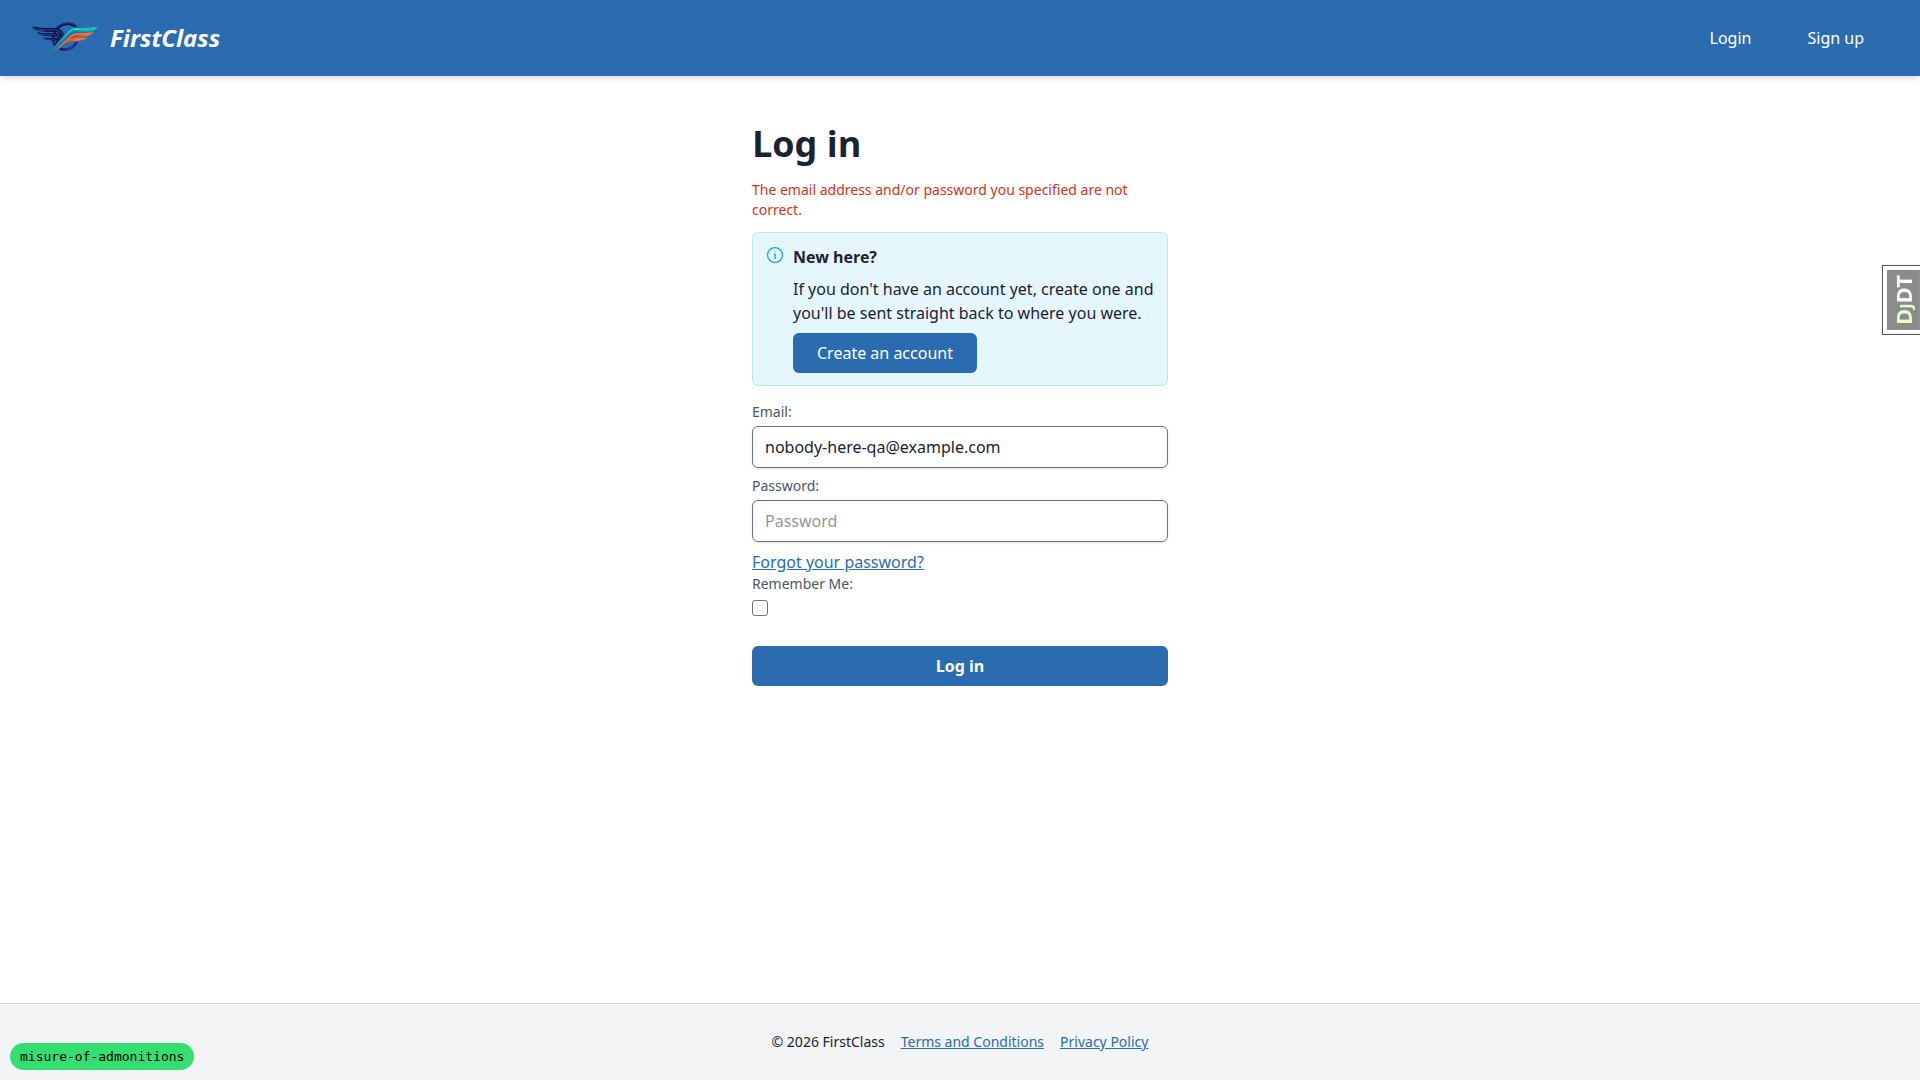 FirstClass
Login
Sign up
Log in
The email address and/or password you specified are not
correct.
New here?
If you don't have an account yet, create one and
you'll be sent straight back to where you were.
Create an account
Email:
nobody-here-qa@example.com
Password:
Password
Forgot your password?
Remember Me:
Log in
DJDT
© 2026 FirstClass
Terms and Conditions
Privacy Policy
misure-of-admonitions